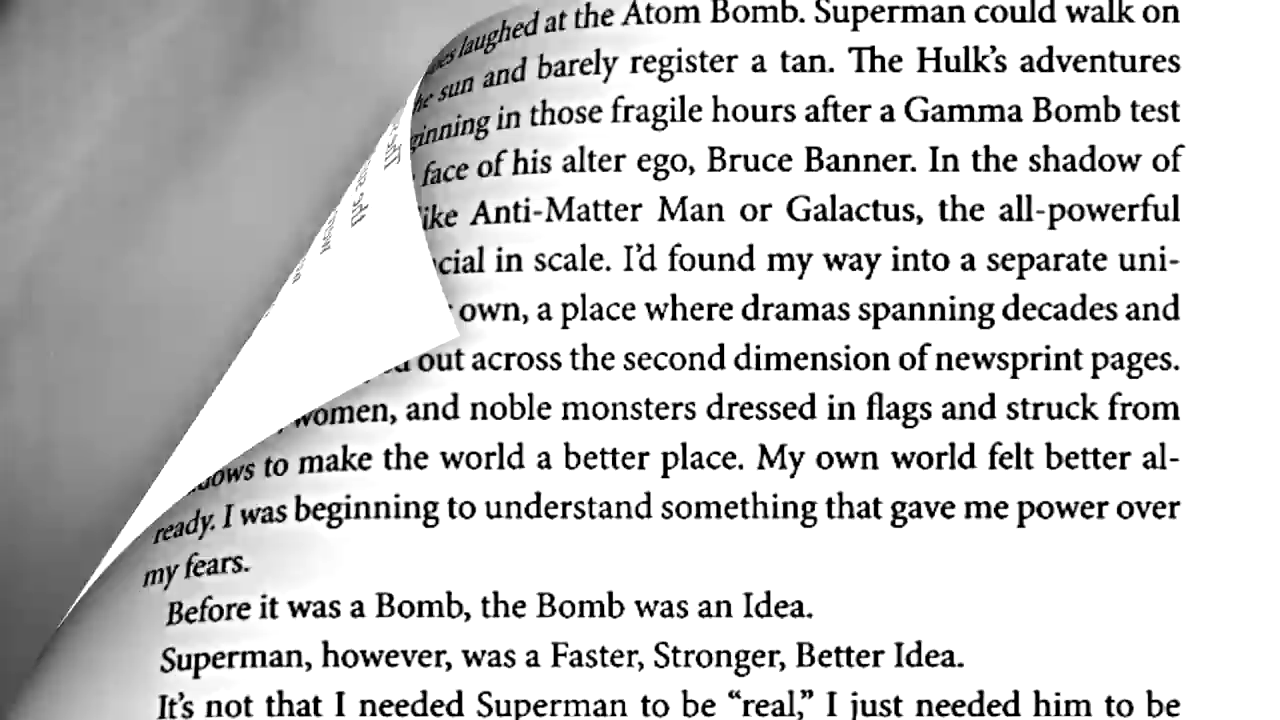 laughed at the Atom Bomb. Superman could walk on
sun and barely register a tan. The Hulk's adventures
in those fragile hours after a Gamma Bomb test
face of his alter ego, Bruce Banner. In the shadow of
Anti-Matter Man or Galactus, the all-powerful
in scale. I'd found my way into a separate uni-
own, a place where dramas spanning decades and
out across the second dimension of newsprint pages.
women, and noble monsters dressed in flags and struck from
to make the world a better place. My own world felt better al-
ready. I was beginning to understand something that gave me power over
my fears.
Before it was a Bomb, the Bomb was an Idea.
Superman, however, was a Faster, Stronger, Better Idea.
It's not that I needed Superman to be “real,” I just needed him to be